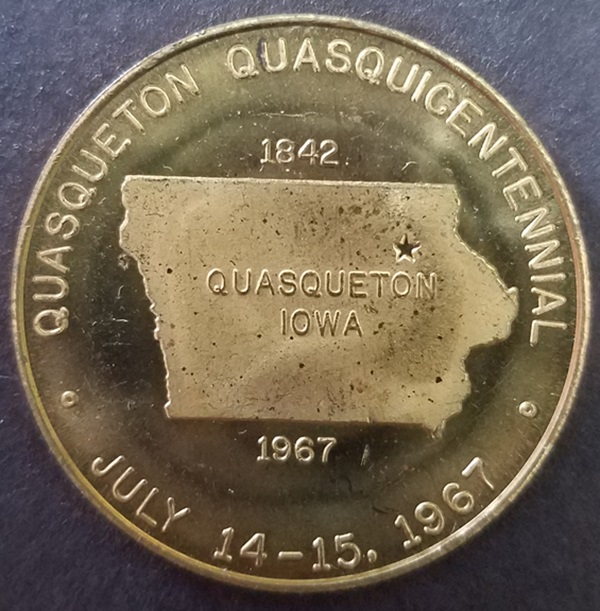 QUASQUETON QUASQUICENTENNIAL
1842
QUASQUETON
IOWA
1967
JULY 14-15, 1967